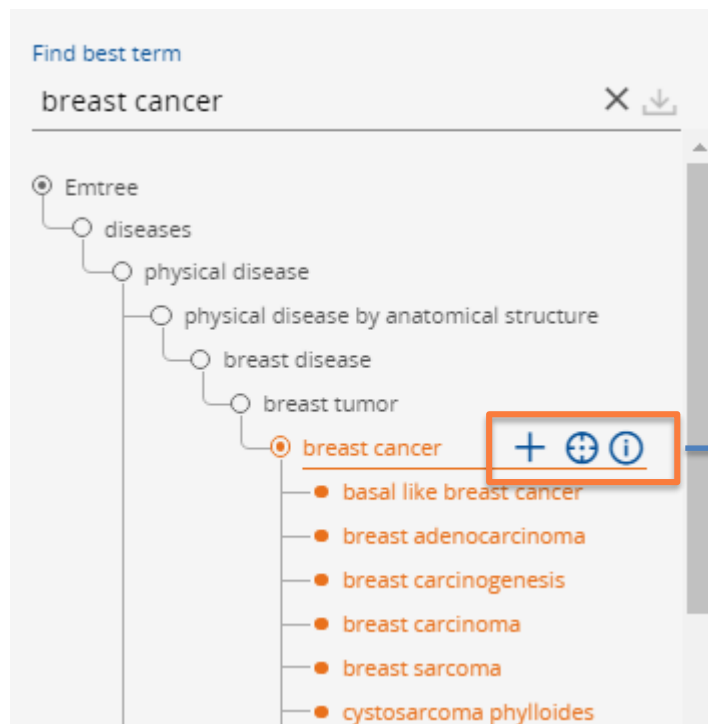 Find best term
breast cancer
Emtree
diseases
physical disease
physical disease by anatomical structure
breast disease
breast tumor
breast cancer
basal like breast cancer
breast adenocarcinoma
breast carcinogenesis
breast carcinoma
breast sarcoma
cystosarcoma phylloides